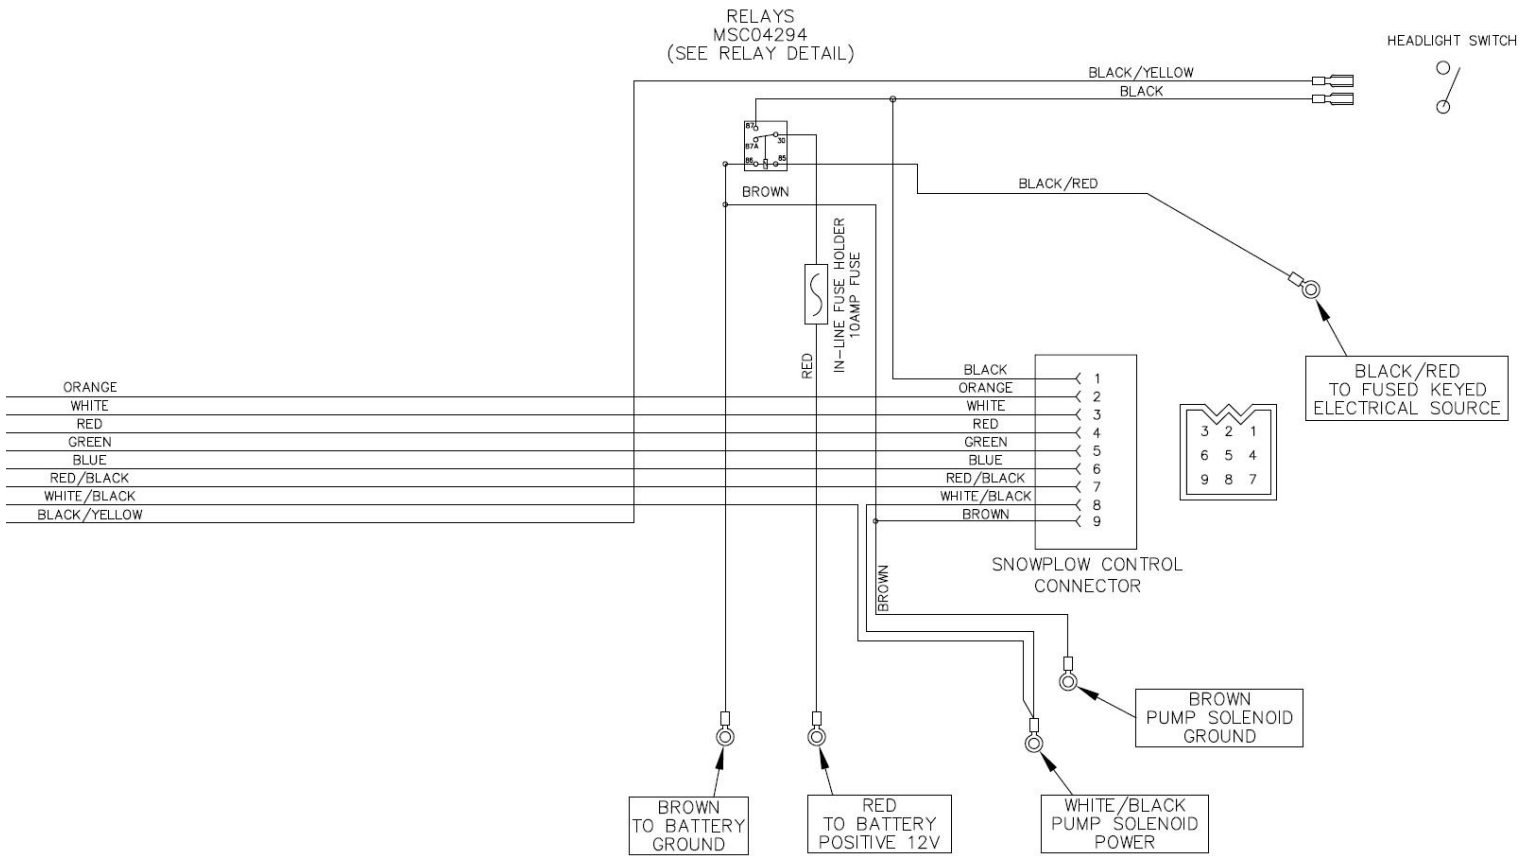 RELAYS
MSC04294
(SEE RELAY DETAIL)
HEADLIGHT SWITCH
BLACK/YELLOW
BLACK
87
30
87A
86
85
BROWN
BLACK/RED
IN-LINE FUSE HOLDER
10AMP FUSE
RED
BLACK/RED
TO FUSED KEYED
ELECTRICAL SOURCE
ORANGE
WHITE
RED
GREEN
BLUE
RED/BLACK
WHITE/BLACK
BLACK/YELLOW
BLACK 1
ORANGE 2
WHITE 3
RED 4
GREEN 5
BLUE 6
RED/BLACK 7
WHITE/BLACK 8
BROWN 9
3 2 1
6 5 4
9 8 7
SNOWPLOW CONTROL
CONNECTOR
BROWN
BROWN
PUMP SOLENOID
GROUND
BROWN
TO BATTERY
GROUND
RED
TO BATTERY
POSITIVE 12V
WHITE/BLACK
PUMP SOLENOID
POWER